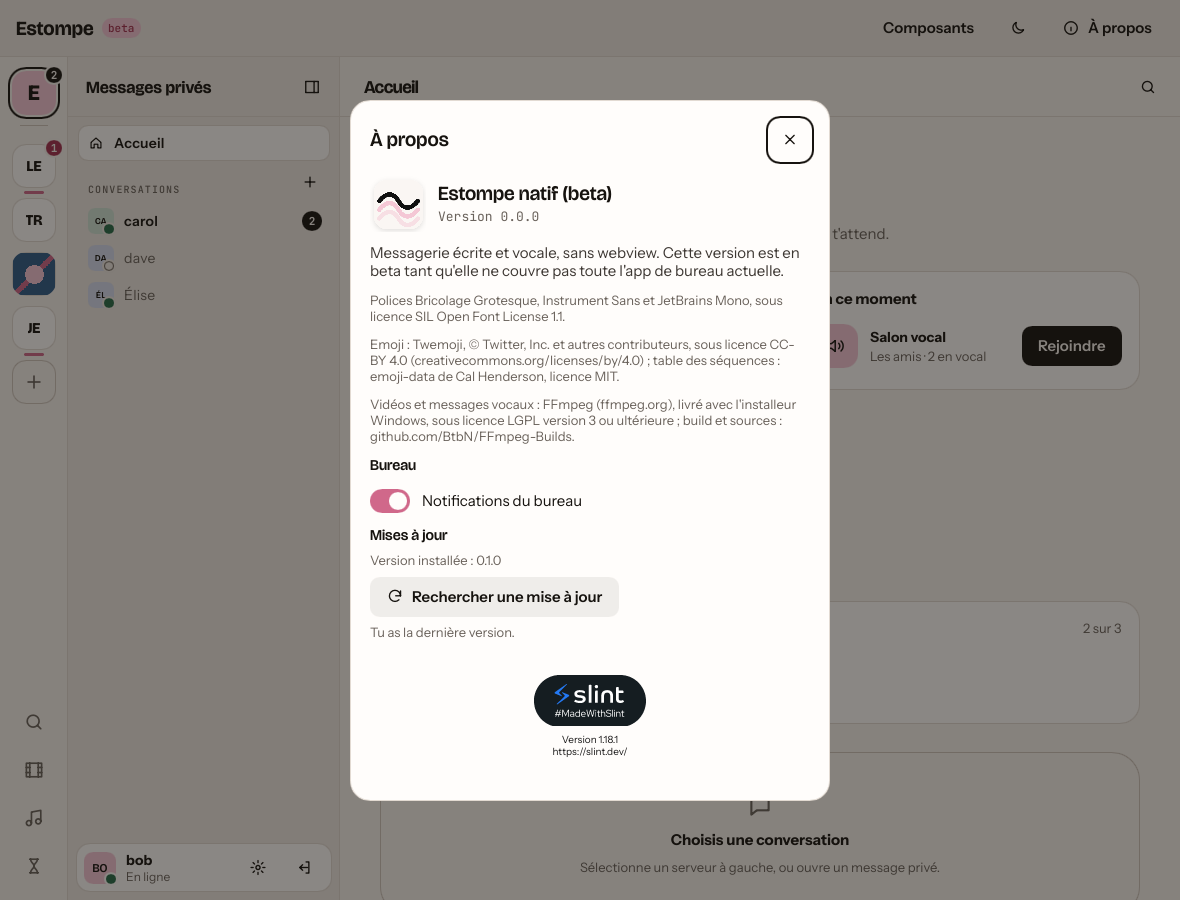 Estompe beta
Composants
À propos
E 2
LE 1
TR
JE
Messages privés
Accueil
CONVERSATIONS
CA carol 2
DA dave
ÉL Élise
BO bob
En ligne
Accueil
t'attend.
ce moment
Salon vocal
Les amis · 2 en vocal
Rejoindre
2 sur 3
Choisis une conversation
Sélectionne un serveur à gauche, ou ouvre un message privé.
À propos
Estompe natif (beta)
Version 0.0.0
Messagerie écrite et vocale, sans webview. Cette version est en
beta tant qu'elle ne couvre pas toute l'app de bureau actuelle.
Polices Bricolage Grotesque, Instrument Sans et JetBrains Mono, sous
licence SIL Open Font License 1.1.
Emoji : Twemoji, © Twitter, Inc. et autres contributeurs, sous licence CC-
BY 4.0 (creativecommons.org/licenses/by/4.0) ; table des séquences :
emoji-data de Cal Henderson, licence MIT.
Vidéos et messages vocaux : FFmpeg (ffmpeg.org), livré avec l'installeur
Windows, sous licence LGPL version 3 ou ultérieure ; build et sources :
github.com/BtbN/FFmpeg-Builds.
Bureau
Notifications du bureau
Mises à jour
Version installée : 0.1.0
Rechercher une mise à jour
Tu as la dernière version.
slint
#MadeWithSlint
Version 1.18.1
https://slint.dev/